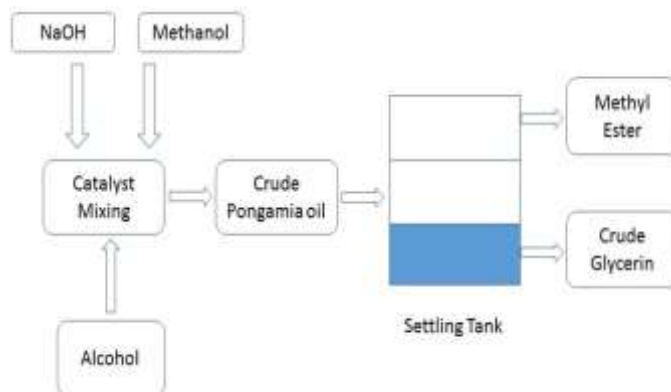 NaOH
Methanol
Methyl
Ester
Catalyst
Mixing
Crude
Pongamia oil
Crude
Glycerin
Settling Tank
Alcohol